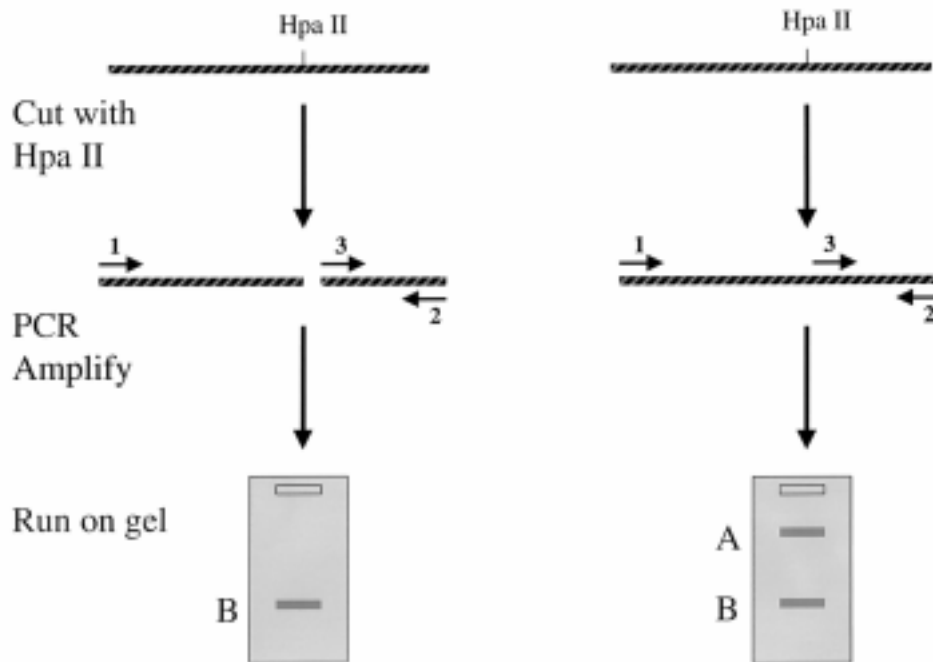 Hpa II
Hpa II
Cut with
Hpa II
1
3
2
1
3
2
PCR
Amplify
Run on gel
B
A
B